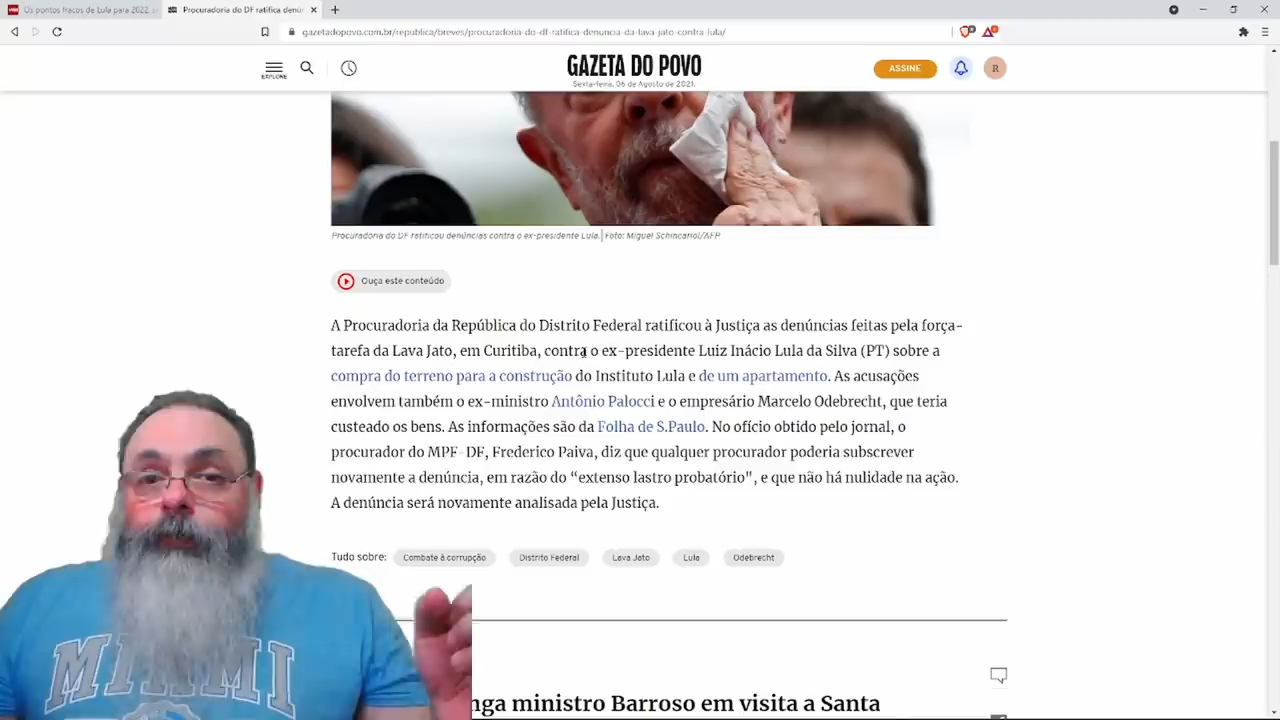 Os pontos fracos de Lula para 2022
Procuradoria do DF ratifica denún
gazetadopovo.com.br/republica/breves/procuradoria-do-df-ratifica-denuncia-da-lava-jato-contra-lula/
EXPLORE
GAZETA DO POVO
Sexta-feira, 06 de Agosto de 2021.
ASSINE
R
Procuradoria do DF ratificou denúncias contra o ex-presidente Lula. | Foto: Miguel Schincariol/AFP
Ouça este conteúdo
A Procuradoria da República do Distrito Federal ratificou à Justiça as denúncias feitas pela força-
tarefa da Lava Jato, em Curitiba, contra o ex-presidente Luiz Inácio Lula da Silva (PT) sobre a
compra do terreno para a construção do Instituto Lula e de um apartamento. As acusações
envolvem também o ex-ministro Antônio Palocci e o empresário Marcelo Odebrecht, que teria
custeado os bens. As informações são da Folha de S.Paulo. No ofício obtido pelo jornal, o
procurador do MPF-DF, Frederico Paiva, diz que qualquer procurador poderia subscrever
novamente a denúncia, em razão do “extenso lastro probatório", e que não há nulidade na ação.
A denúncia será novamente analisada pela Justiça.
Tudo sobre:
Combate à corrupção
Distrito Federal
Lava Jato
Lula
Odebrecht
MIAMI
nga ministro Barroso em visita a Santa